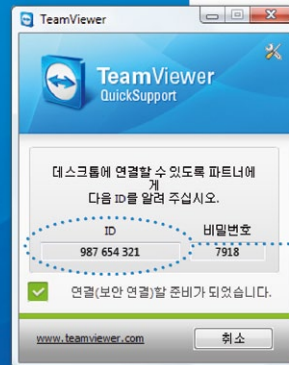 TeamViewer
TeamViewer
QuickSupport
데스크톱에 연결할 수 있도록 파트너에
게
다음 ID를 알려 주십시오.
ID 비밀번호
987 654 321 7918
연결(보안 연결)할 준비가 되었습니다.
www.teamviewer.com 취소